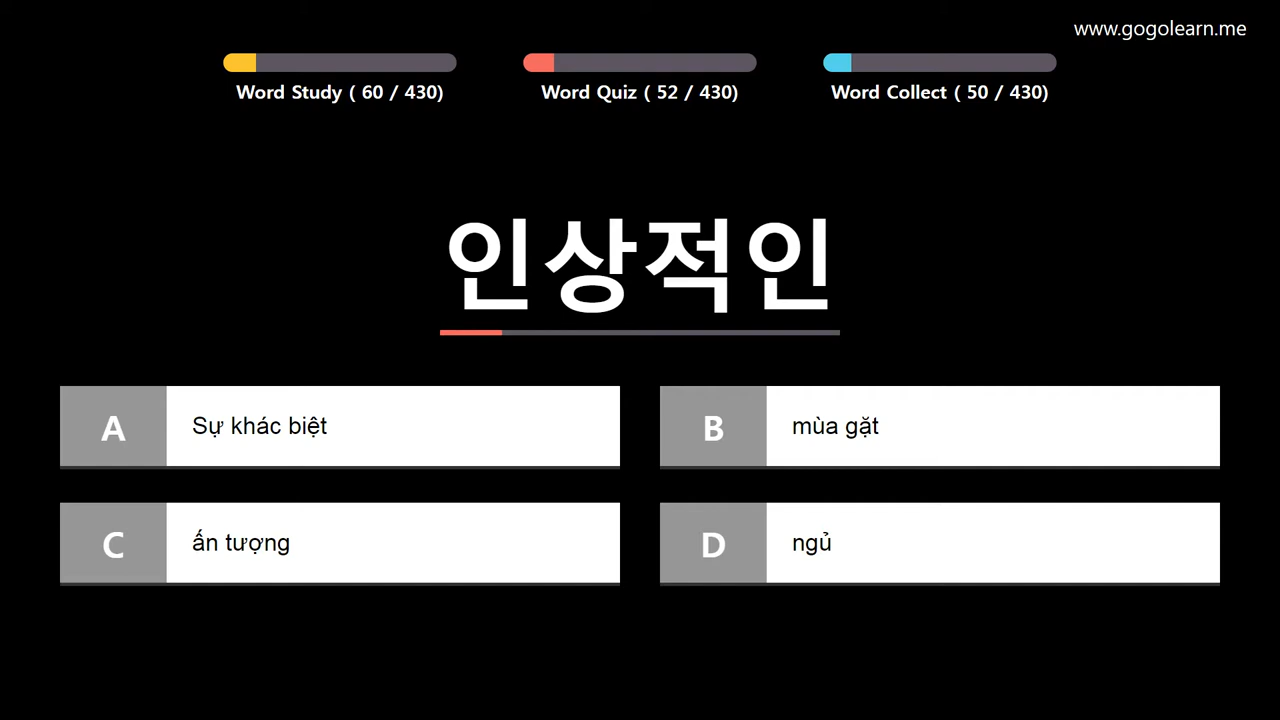 www.gogolearn.me
Word Study ( 60 / 430)
Word Quiz ( 52 / 430)
Word Collect ( 50 / 430)
인상적인
A
Sự khác biệt
B
mùa gặt
C
ấn tượng
D
ngủ